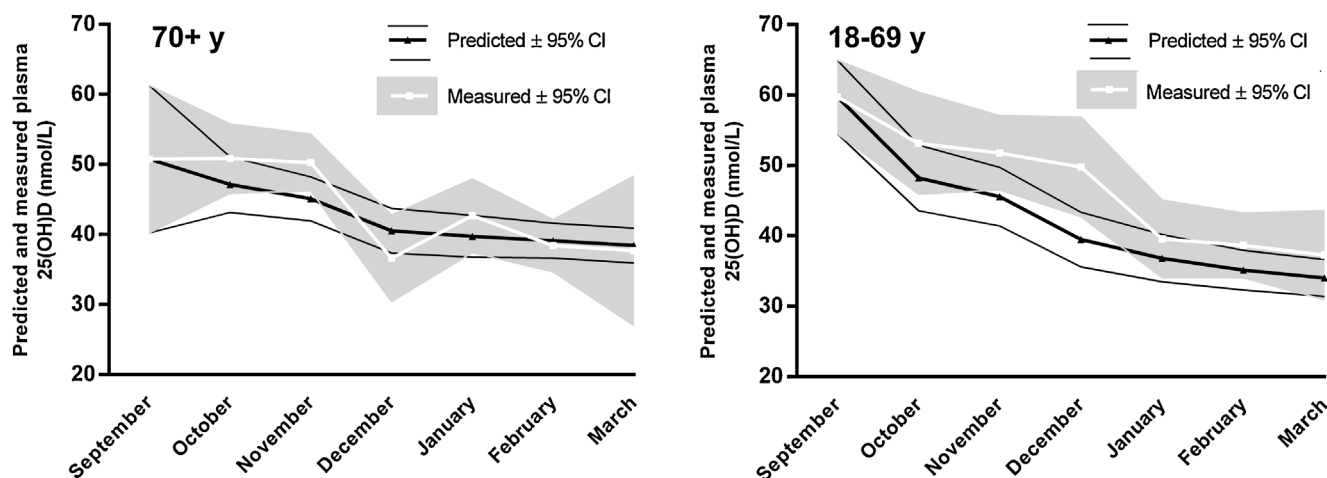 70+ y
Predicted ± 95% CI
Measured ± 95% CI
Predicted and measured plasma
25(OH)D (nmol/L)
70
60
50
40
30
20
September
October
November
December
January
February
March
18-69 y
Predicted ± 95% CI
Measured ± 95% CI
Predicted and measured plasma
25(OH)D (nmol/L)
70
60
50
40
30
20
September
October
November
December
January
February
March